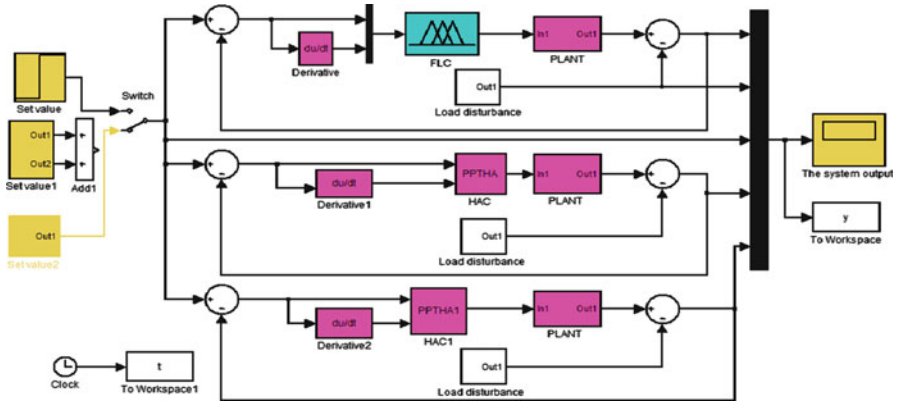 du/dt
Derivative
FLC
In1 Out1
PLANT
Out1
Load disturbance
Set value
Switch
Out1
Out2
Set value1
Add1
Out1
Set value2
du/dt
Derivative1
PPTHA
HAC
In1 Out1
PLANT
Out1
Load disturbance
The system output
y
To Workspace
du/dt
Derivative2
PPTHA1
HAC1
In1 Out1
PLANT
Out1
Load disturbance
Clock
t
To Workspace1